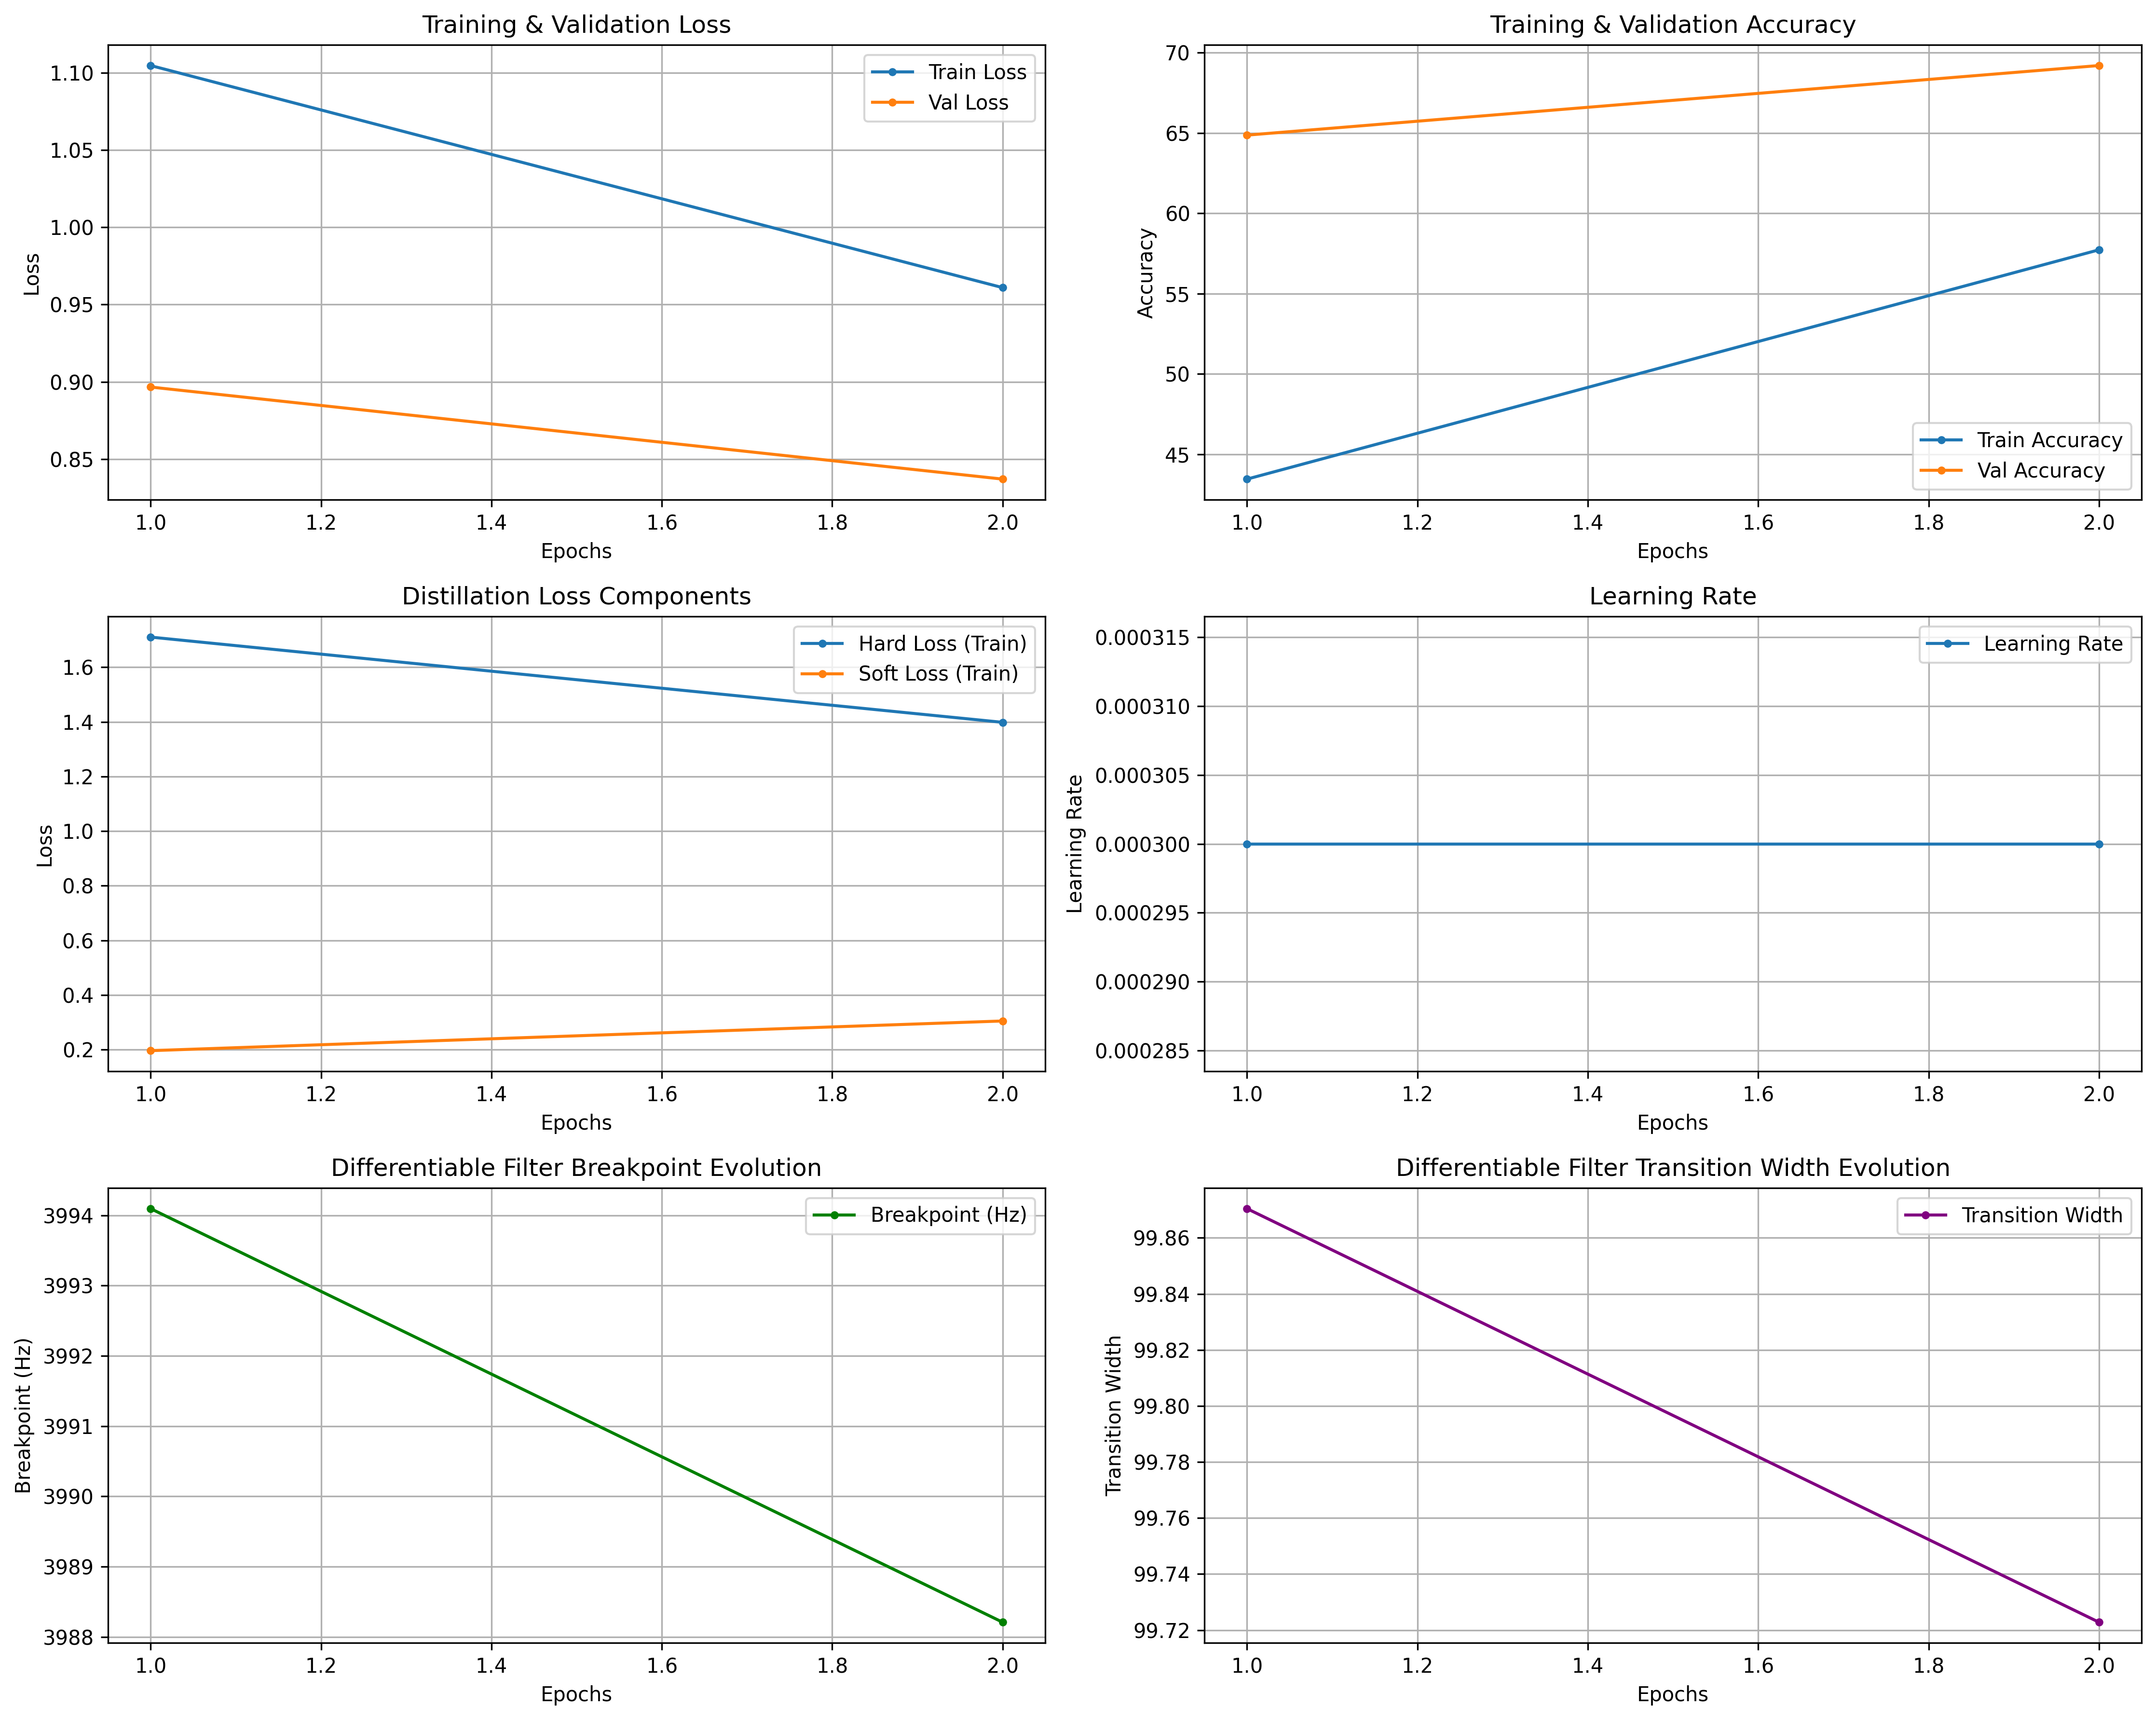 Training & Validation Loss
1.10
1.05
1.00
0.95
0.90
0.85
Loss
Train Loss
Val Loss
1.0 1.2 1.4 1.6 1.8 2.0
Epochs
Training & Validation Accuracy
70
65
60
55
50
45
Accuracy
Train Accuracy
Val Accuracy
1.0 1.2 1.4 1.6 1.8 2.0
Epochs
Distillation Loss Components
1.6
1.4
1.2
1.0
0.8
0.6
0.4
0.2
Loss
Hard Loss (Train)
Soft Loss (Train)
1.0 1.2 1.4 1.6 1.8 2.0
Epochs
Learning Rate
0.000315
0.000310
0.000305
0.000300
0.000295
0.000290
0.000285
Learning Rate
Learning Rate
1.0 1.2 1.4 1.6 1.8 2.0
Epochs
Differentiable Filter Breakpoint Evolution
3994
3993
3992
3991
3990
3989
3988
Breakpoint (Hz)
Breakpoint (Hz)
1.0 1.2 1.4 1.6 1.8 2.0
Epochs
Differentiable Filter Transition Width Evolution
99.86
99.84
99.82
99.80
99.78
99.76
99.74
99.72
Transition Width
Transition Width
1.0 1.2 1.4 1.6 1.8 2.0
Epochs